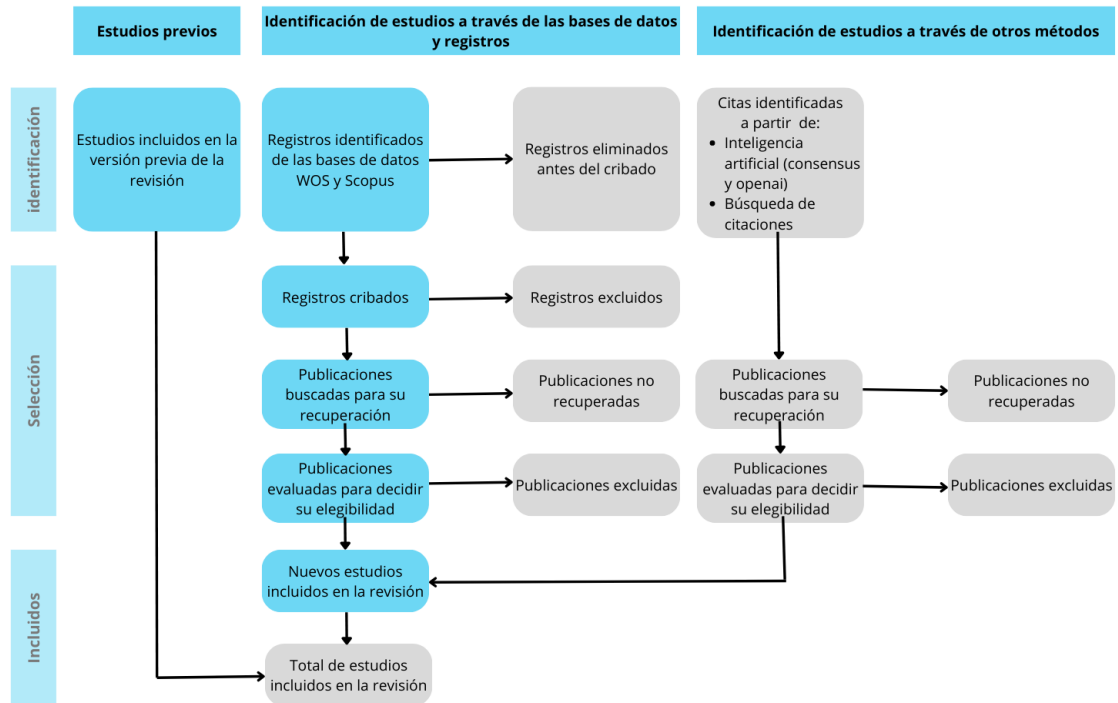 Estudios previos
Identificación de estudios a través de las bases de datos
y registros
Identificación de estudios a través de otros métodos
identificación
Estudios incluidos en la
versión previa de la
revisión
Registros identificados
de las bases de datos
WOS y Scopus
Registros eliminados
antes del cribado
Citas identificadas
a partir de:
• Inteligencia
artificial (consensus
y openai)
• Búsqueda de
citaciones
Selección
Registros cribados
Registros excluidos
Publicaciones
buscadas para su
recuperación
Publicaciones no
recuperadas
Publicaciones
buscadas para su
recuperación
Publicaciones no
recuperadas
Publicaciones
evaluadas para decidir
su elegibilidad
Publicaciones excluidas
Publicaciones
evaluadas para decidir
su elegibilidad
Publicaciones excluidas
Incluidos
Nuevos estudios
incluidos en la revisión
Total de estudios
incluidos en la revisión